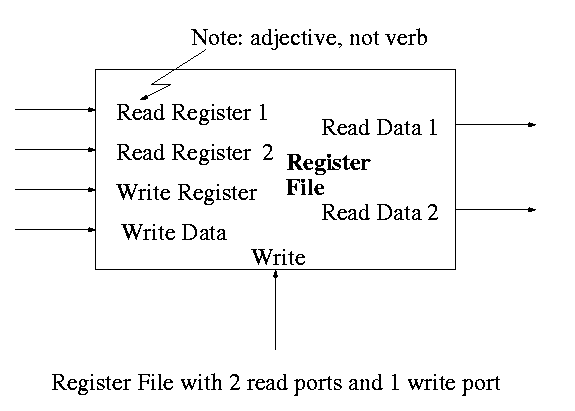 Note: adjective, not verb
Read Register 1
Read Data 1
Read Register 2
Register
File
Write Register
Read Data 2
Write Data
Write
Register File with 2 read ports and 1 write port